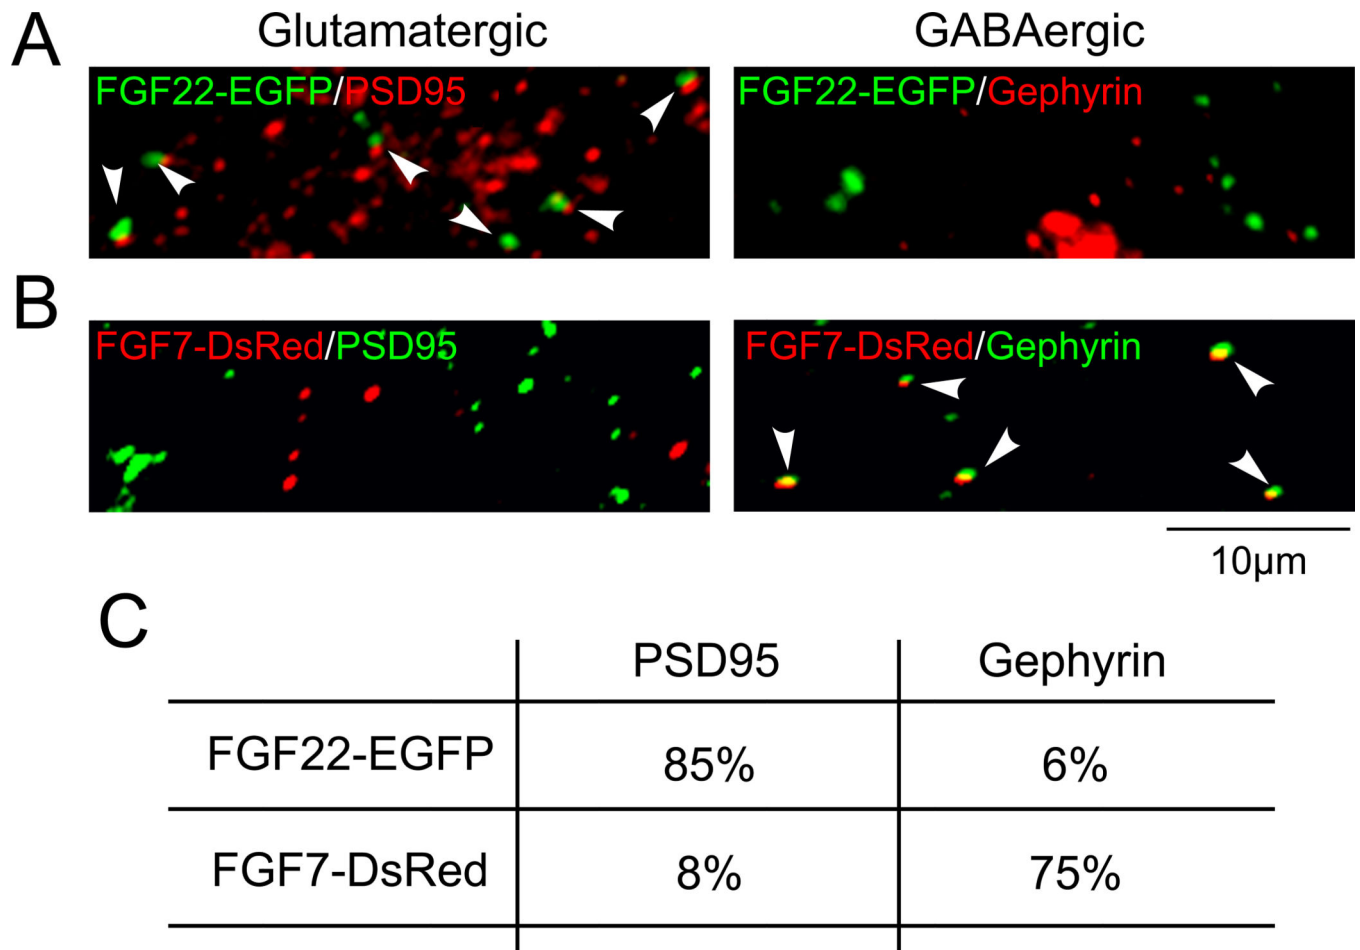 A
Glutamatergic GABAergic
FGF22-EGFP/PSD95 FGF22-EGFP/Gephyrin
B
FGF7-DsRed/PSD95 FGF7-DsRed/Gephyrin
10μm
C
PSD95 Gephyrin
FGF22-EGFP 85% 6%
FGF7-DsRed 8% 75%